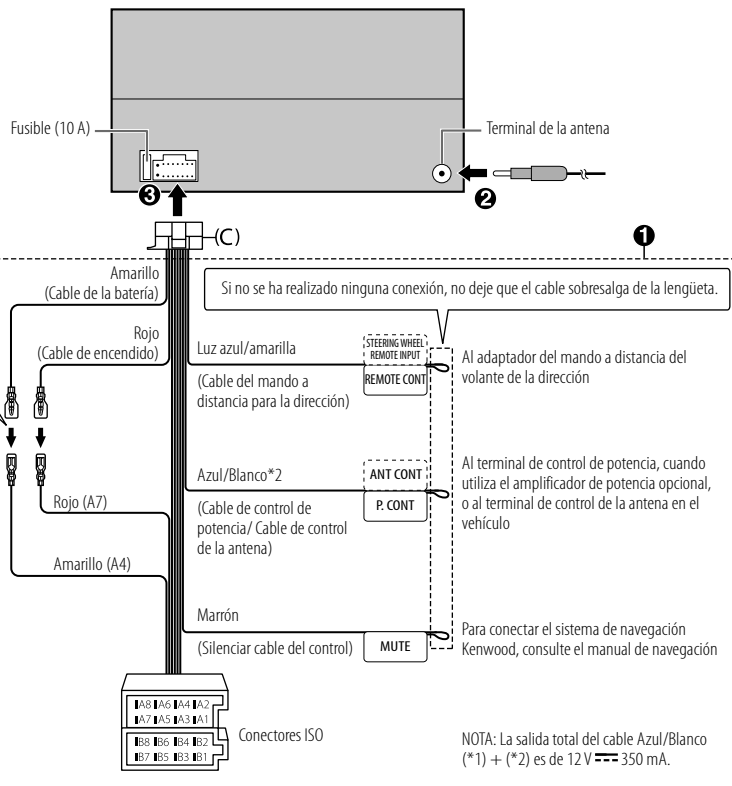 Fusible (10 A)
Terminal de la antena
❸
❷
(C)
❶
Amarillo
(Cable de la batería)
Si no se ha realizado ninguna conexión, no deje que el cable sobresalga de la lengüeta.
Rojo
(Cable de encendido)
Luz azul/amarilla
(Cable del mando a
distancia para la dirección)
STEERING WHEEL
REMOTE INPUT
REMOTE CONT
Al adaptador del mando a distancia del
volante de la dirección
Azul/Blanco*2
(Cable de control de
potencia/ Cable de control
de la antena)
ANT CONT
P. CONT
Al terminal de control de potencia, cuando
utiliza el amplificador de potencia opcional,
o al terminal de control de la antena en el
vehículo
Rojo (A7)
Amarillo (A4)
Marrón
(Silenciar cable del control)
MUTE
Para conectar el sistema de navegación
Kenwood, consulte el manual de navegación
A8 A6 A4 A2
A7 A5 A3 A1
B8 B6 B4 B2
B7 B5 B3 B1
Conectores ISO
NOTA: La salida total del cable Azul/Blanco
(*1) + (*2) es de 12 V ⎓ 350 mA.